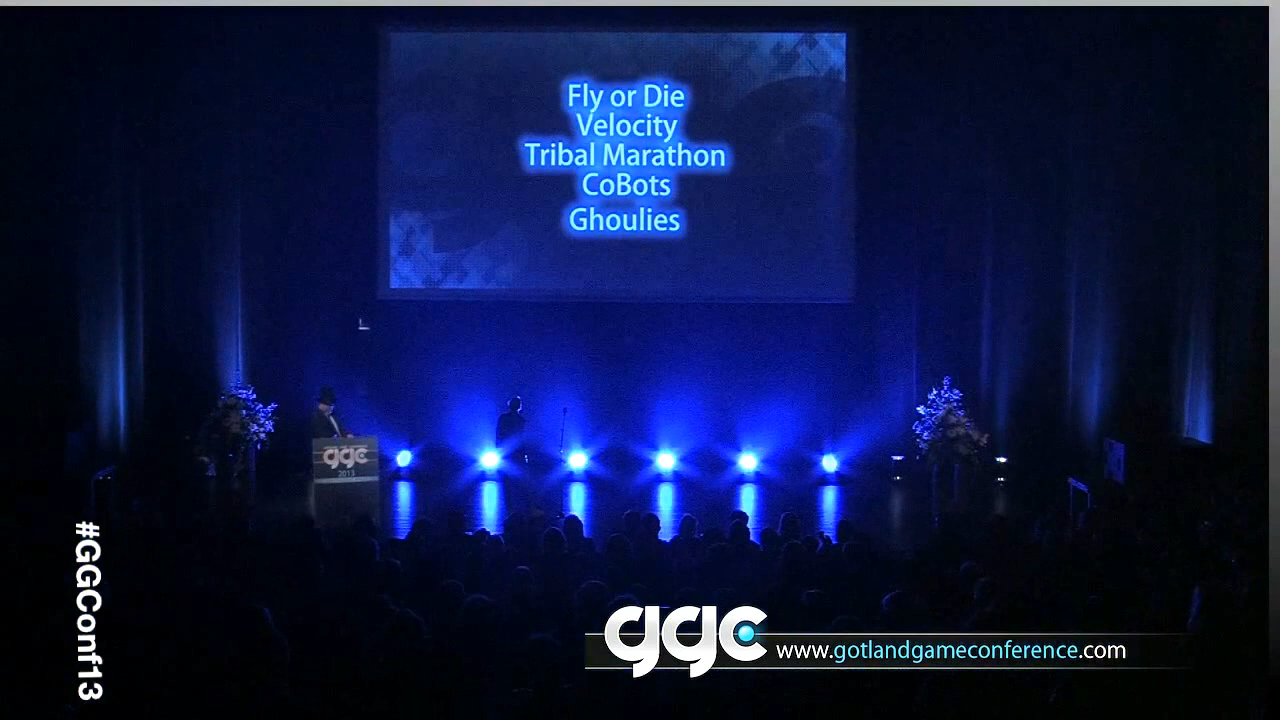 Fly or Die
Velocity
Tribal Marathon
CoBots
Ghoulies
ggc
2013
#GGConf13
ggc
www.gotlandgameconference.com